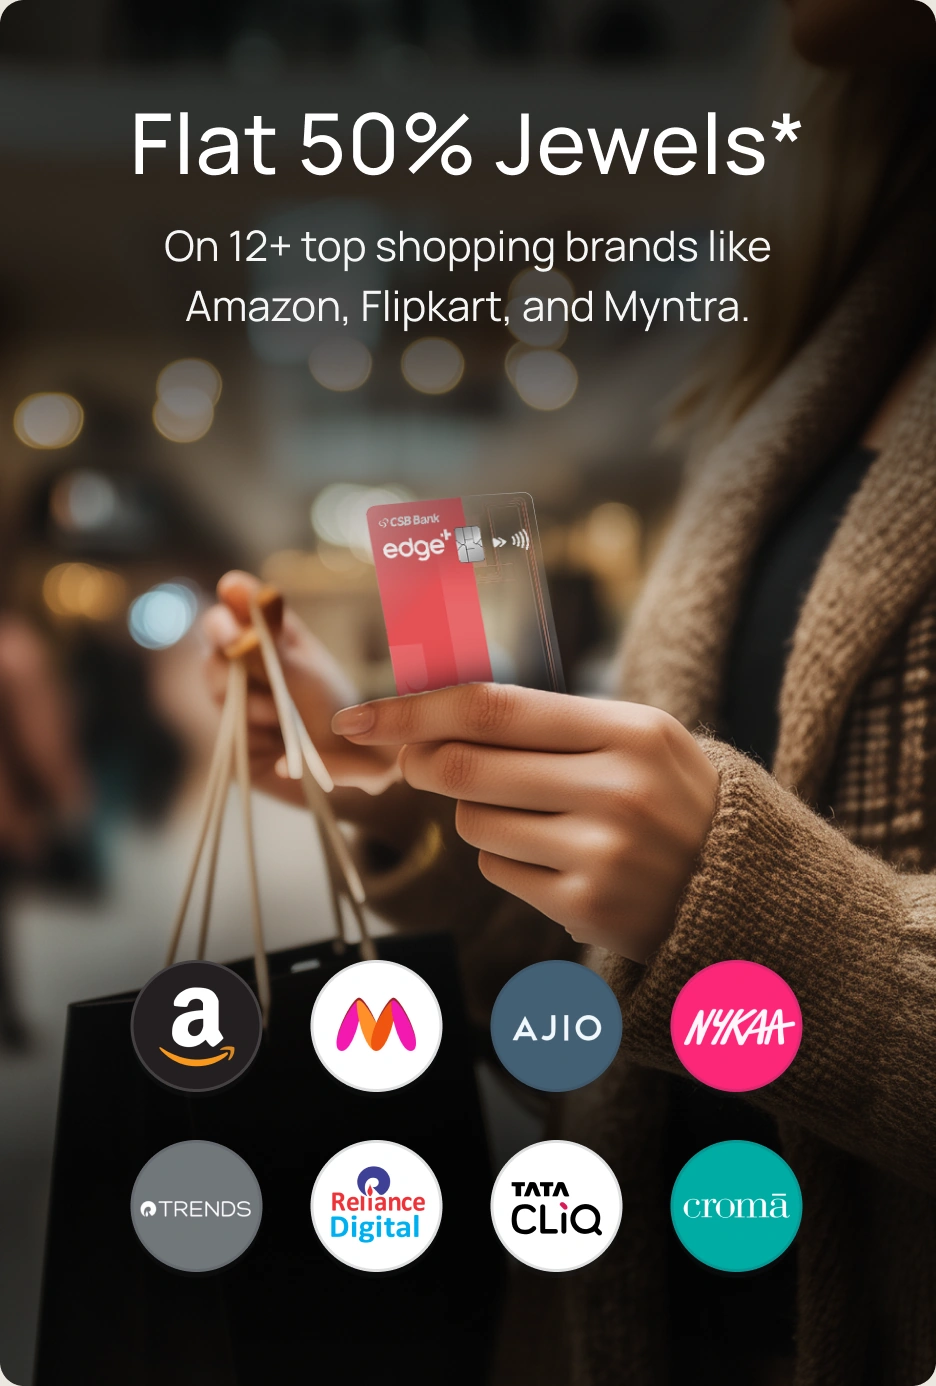 Flat 50% Jewels*
On 12+ top shopping brands like
Amazon, Flipkart, and Myntra.
CSB Bank
edge+
a
AJIO
NYKAA
TRENDS
Reliance
Digital
TATA
CLiQ
cromā